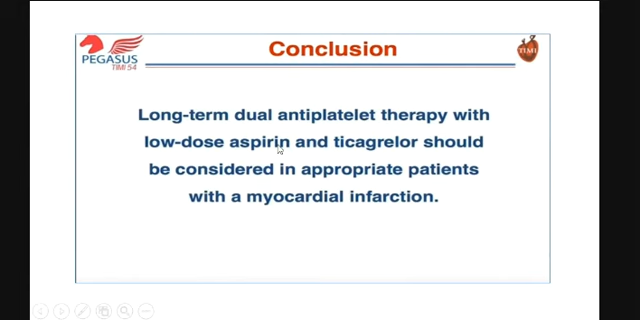 PEGASUS
TIMI 54
Conclusion
TIMI
Long-term dual antiplatelet therapy with
low-dose aspirin and ticagrelor should
be considered in appropriate patients
with a myocardial infarction.